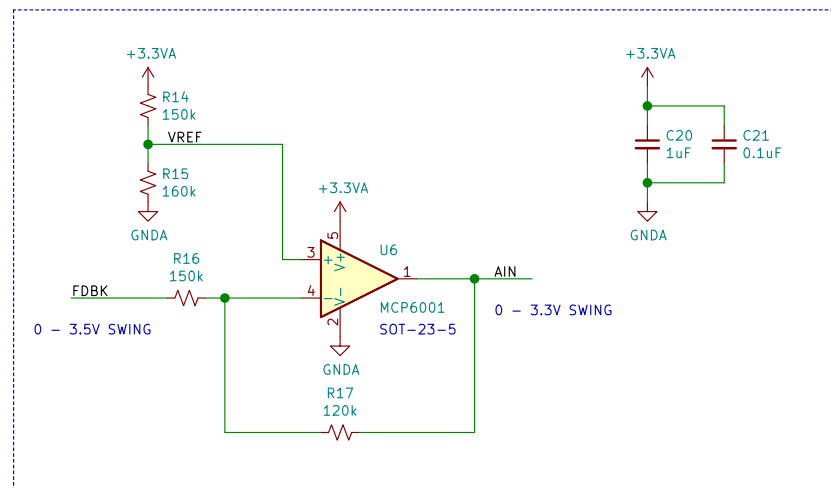 +3.3VA
R14
150k
VREF
R15
160k
GNDA
+3.3VA
C20
1uF
C21
0.1uF
GNDA
+3.3VA
5
U6
3
+
V+
1
AIN
R16
150k
4
−
V-
FDBK
MCP6001
2
SOT-23-5
0 - 3.3V SWING
0 - 3.5V SWING
GNDA
R17
120k